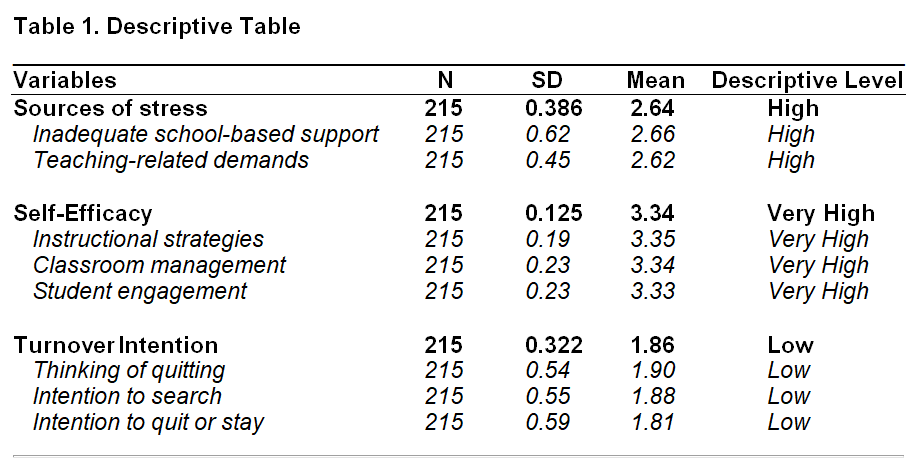 Table 1. Descriptive Table
Variables N SD Mean Descriptive Level
Sources of stress 215 0.386 2.64 High
Inadequate school-based support 215 0.62 2.66 High
Teaching-related demands 215 0.45 2.62 High
Self-Efficacy 215 0.125 3.34 Very High
Instructional strategies 215 0.19 3.35 Very High
Classroom management 215 0.23 3.34 Very High
Student engagement 215 0.23 3.33 Very High
Turnover Intention 215 0.322 1.86 Low
Thinking of quitting 215 0.54 1.90 Low
Intention to search 215 0.55 1.88 Low
Intention to quit or stay 215 0.59 1.81 Low